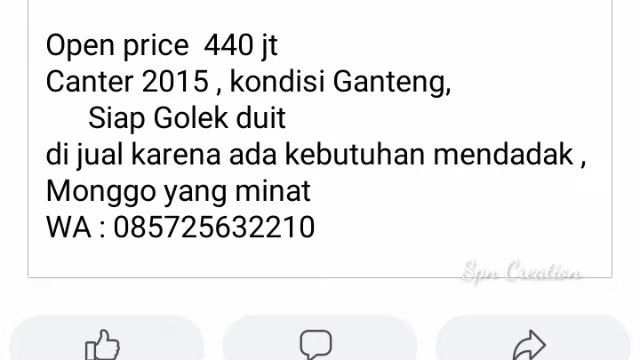 Open price  440 jt
Canter 2015 , kondisi Ganteng,
Siap Golek duit
di jual karena ada kebutuhan mendadak ,
Monggo yang minat
WA : 085725632210
Spn Creation